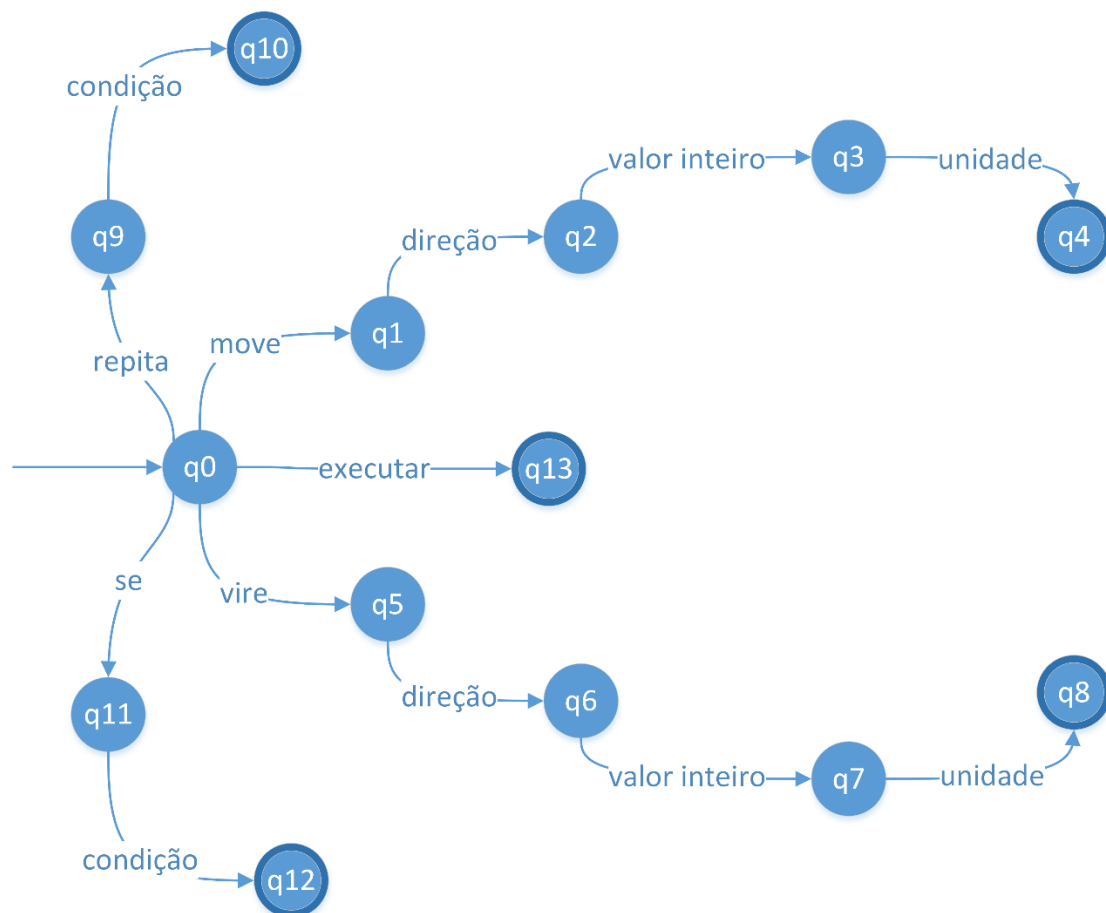 q10
condição
valor inteiro
q3
unidade
q9
direção
q2
q4
repita
move
q1
q0
executar
q13
se
vire
q5
q11
direção
q6
q8
valor inteiro
q7
unidade
condição
q12